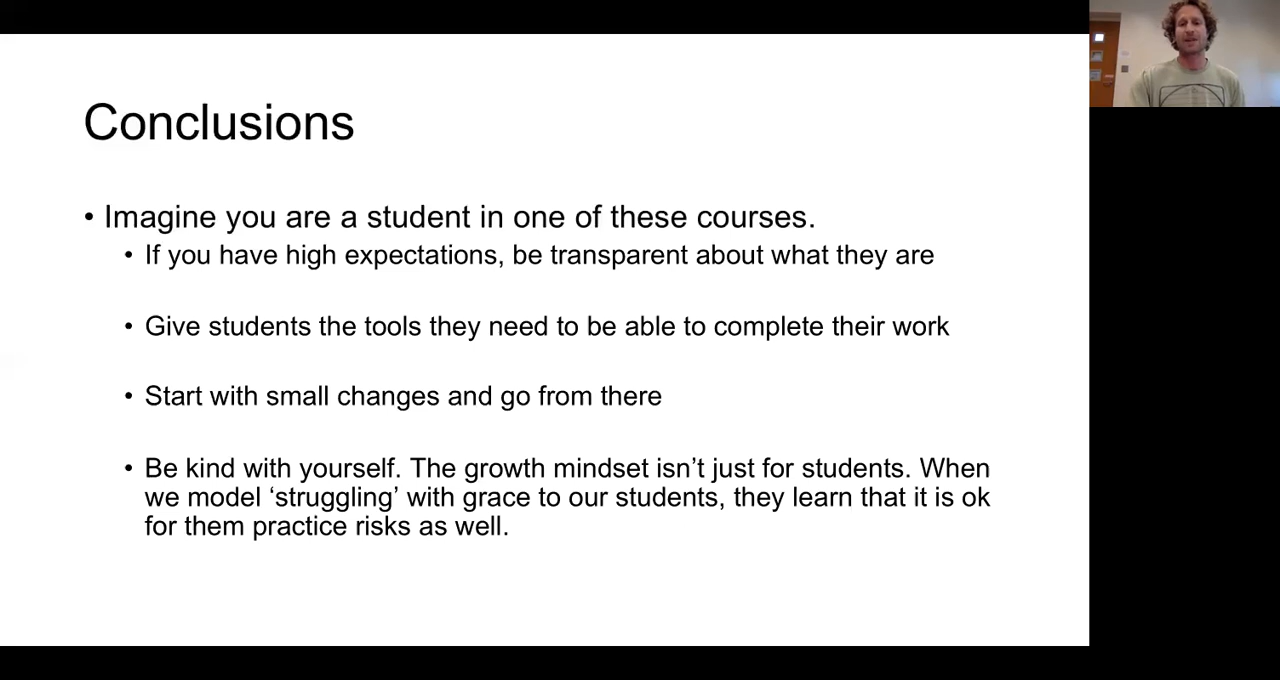 Conclusions
• Imagine you are a student in one of these courses.
• If you have high expectations, be transparent about what they are
• Give students the tools they need to be able to complete their work
• Start with small changes and go from there
• Be kind with yourself. The growth mindset isn’t just for students. When
we model ‘struggling’ with grace to our students, they learn that it is ok
for them practice risks as well.